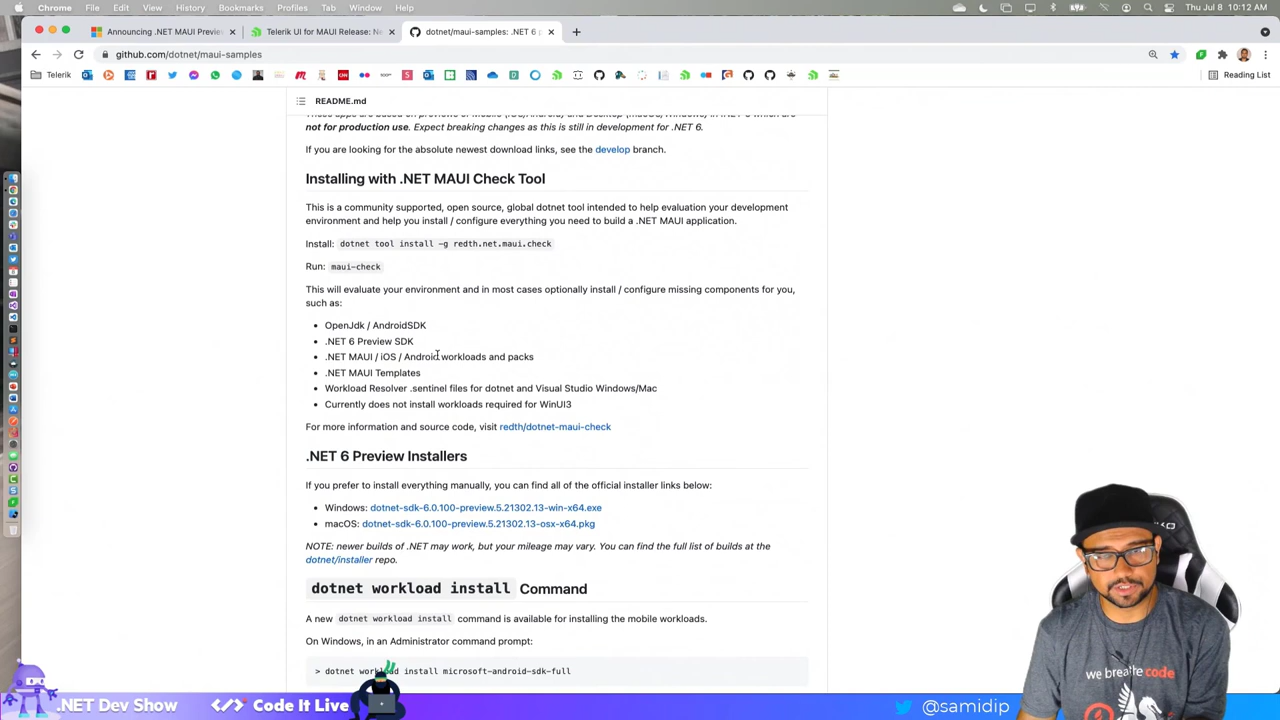 Chrome File Edit View History Bookmarks Profiles Tab Window Help Thu Jul 8 10:12 AM
Announcing .NET MAUI Previe
Telerik UI for MAUI Release: Ne
dotnet/maui-samples: .NET 6 p
github.com/dotnet/maui-samples
Telerik
Reading List
README.md
not for production use. Expect breaking changes as this is still in development for .NET 6.
If you are looking for the absolute newest download links, see the develop branch.
Installing with .NET MAUI Check Tool
This is a community supported, open source, global dotnet tool intended to help evaluation your development
environment and help you install / configure everything you need to build a .NET MAUI application.
Install: dotnet tool install -g redth.net.maui.check
Run: maui-check
This will evaluate your environment and in most cases optionally install / configure missing components for you,
such as:
• OpenJdk / AndroidSDK
• .NET 6 Preview SDK
• .NET MAUI / iOS / Android workloads and packs
• .NET MAUI Templates
• Workload Resolver .sentinel files for dotnet and Visual Studio Windows/Mac
• Currently does not install workloads required for WinUI3
For more information and source code, visit redth/dotnet-maui-check
.NET 6 Preview Installers
If you prefer to install everything manually, you can find all of the official installer links below:
• Windows: dotnet-sdk-6.0.100-preview.5.21302.13-win-x64.exe
• macOS: dotnet-sdk-6.0.100-preview.5.21302.13-osx-x64.pkg
NOTE: newer builds of .NET may work, but your mileage may vary. You can find the full list of builds at the
dotnet/installer repo.
dotnet workload install Command
A new dotnet workload install command is available for installing the mobile workloads.
On Windows, in an Administrator command prompt:
> dotnet workload install microsoft-android-sdk-full
we breathe code
.NET Dev Show
</> Code It Live
@samidip